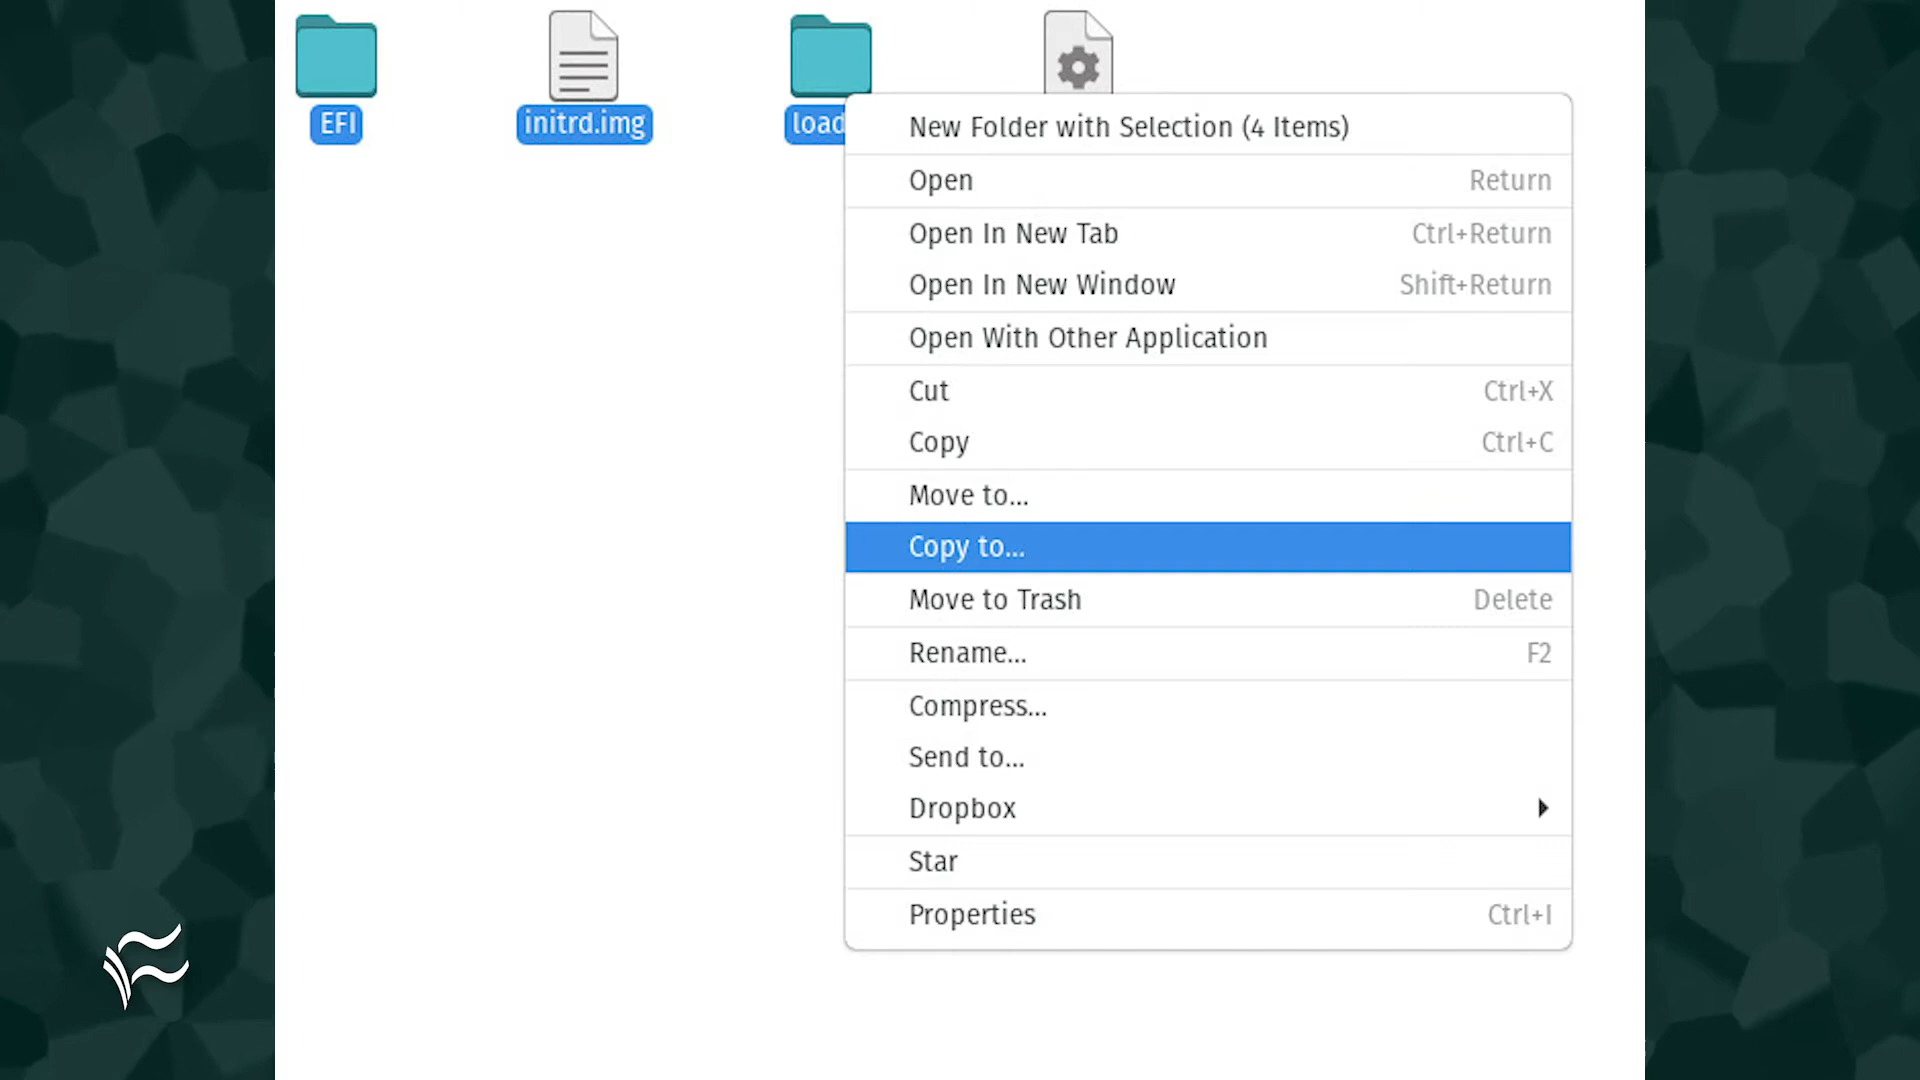 EFI
initrd.img
load
New Folder with Selection (4 Items)
Open Return
Open In New Tab Ctrl+Return
Open In New Window Shift+Return
Open With Other Application
Cut Ctrl+X
Copy Ctrl+C
Move to...
Copy to...
Move to Trash Delete
Rename... F2
Compress...
Send to...
Dropbox
Star
Properties Ctrl+I